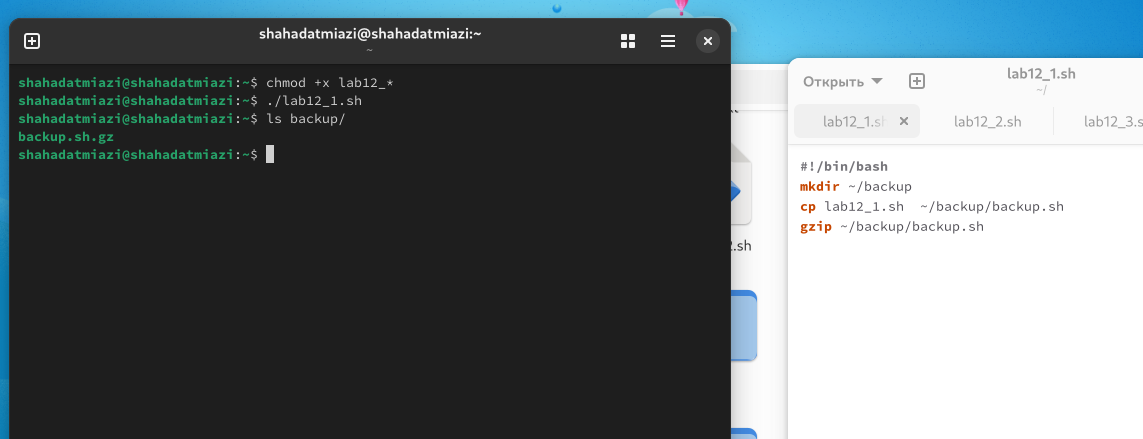 shahadatmiazi@shahadatmiazi:~
~
shahadatmiazi@shahadatmiazi:~$ chmod +x lab12_*
shahadatmiazi@shahadatmiazi:~$ ./lab12_1.sh
shahadatmiazi@shahadatmiazi:~$ ls backup/
backup.sh.gz
shahadatmiazi@shahadatmiazi:~$
.sh
Открыть
lab12_1.sh
~/
lab12_1.sh
lab12_2.sh
lab12_3.s
#!/bin/bash
mkdir ~/backup
cp lab12_1.sh  ~/backup/backup.sh
gzip ~/backup/backup.sh